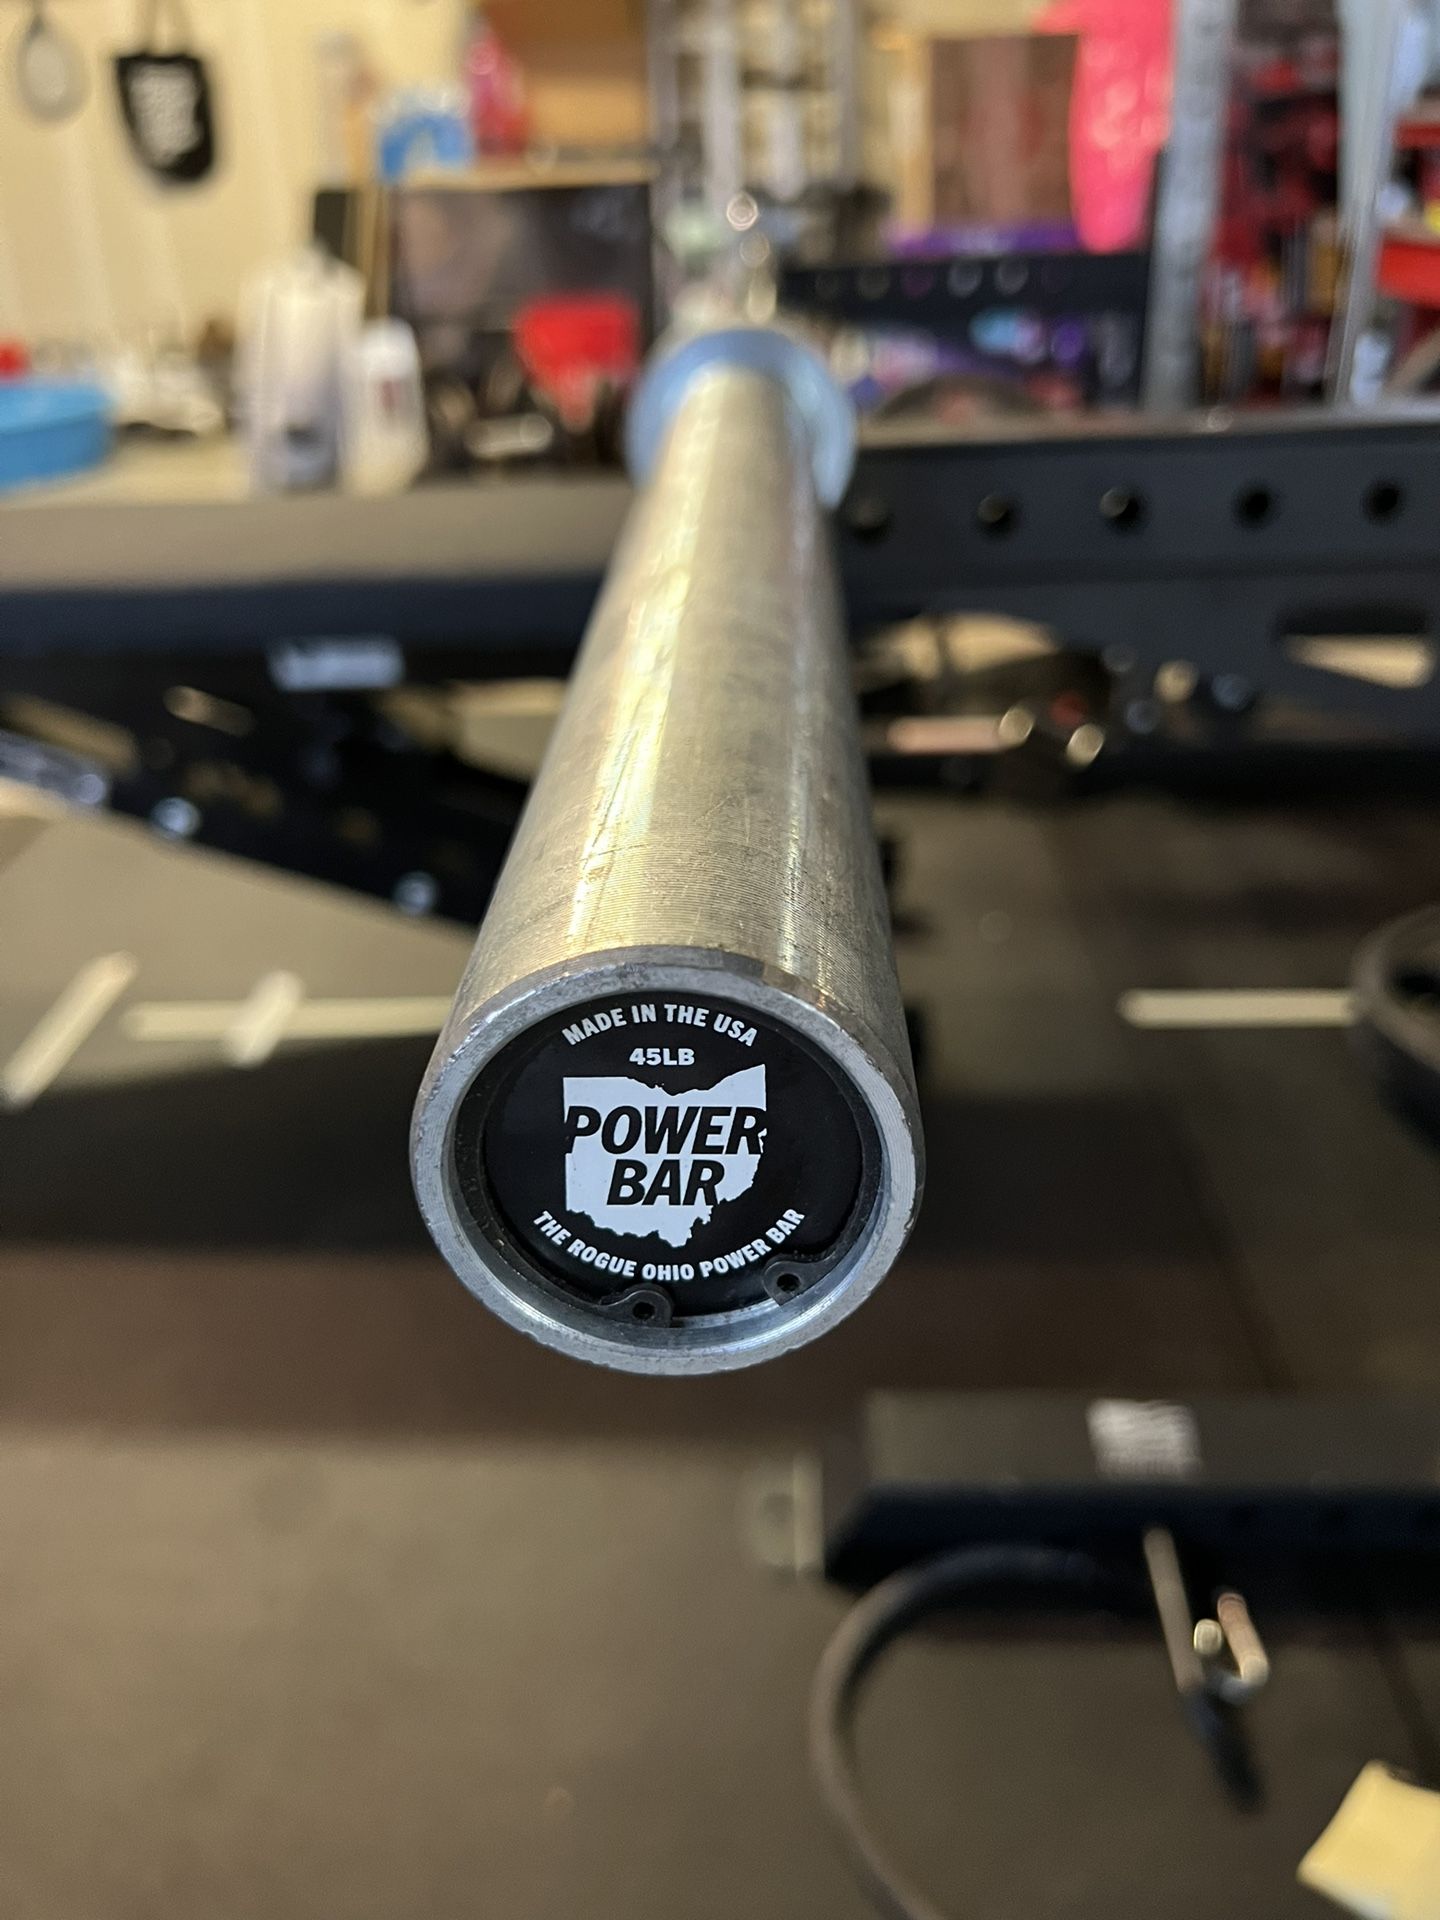 MADE IN THE USA
45LB
POWER
BAR
THE ROGUE OHIO POWER BAR